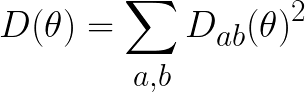 D(θ) = ∑_{a,b} D_{ab}(θ)^2